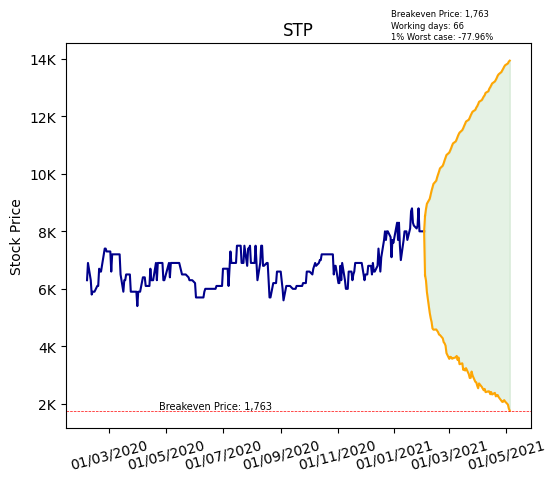 Breakeven Price: 1,763
Working days: 66
1% Worst case: -77.96%
STP
14K
12K
10K
8K
6K
4K
2K
Stock Price
Breakeven Price: 1,763
01/03/2020
01/05/2020
01/07/2020
01/09/2020
01/11/2020
01/01/2021
01/03/2021
01/05/2021